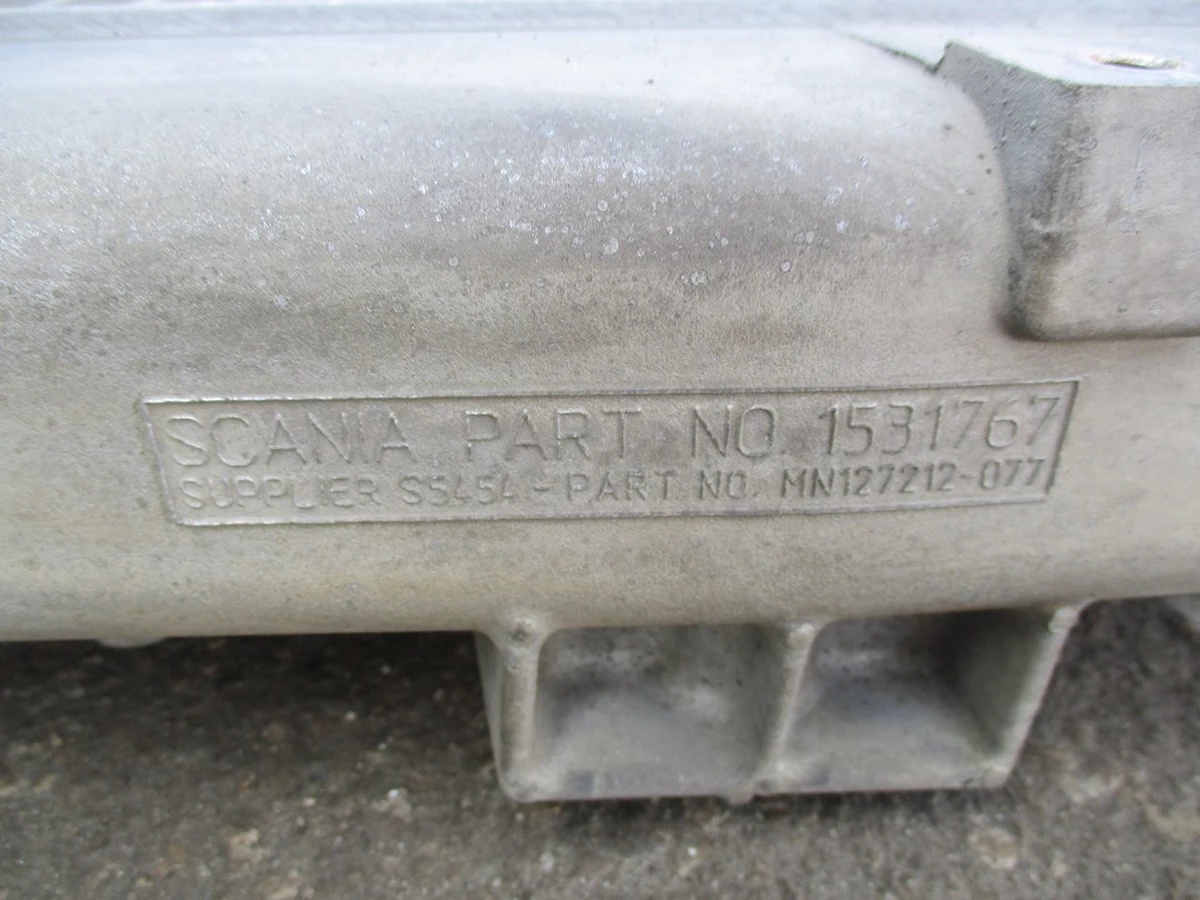 SCANIA PART NO. 1531767
SUPPLIER S5454-PART NO. MN127212-077